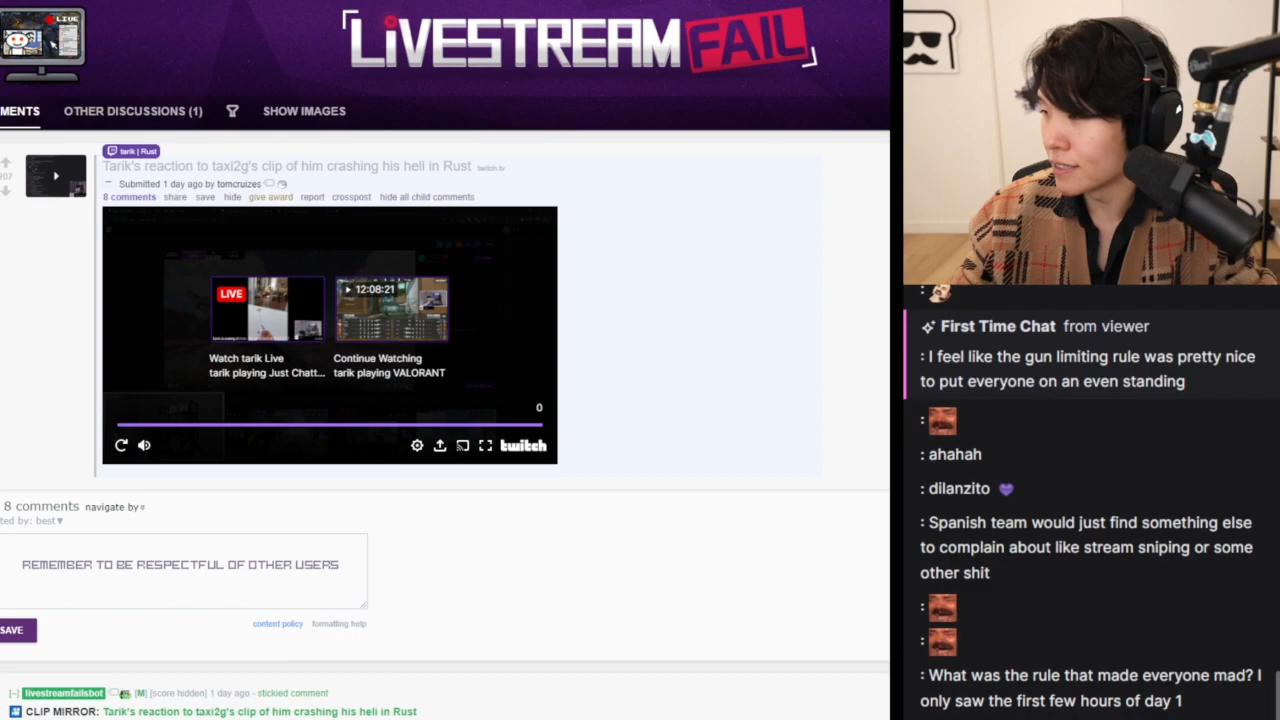 LIVE
LIVESTREAM FAIL
MENTS OTHER DISCUSSIONS (1) SHOW IMAGES
tarik | Rust
Tarik's reaction to taxi2g's clip of him crashing his heli in Rust twitch.tv
Submitted 1 day ago by tomcruizes
8 comments share save hide give award report crosspost hide all child comments
LIVE
12:08:21
Watch tarik Live
tarik playing Just Chatt...
Continue Watching
tarik playing VALORANT
0
twitch
8 comments navigate by
ted by: best▼
REMEMBER TO BE RESPECTFUL OF OTHER USERS
content policy formatting help
SAVE
[–] livestreamfailsbot [M] [score hidden] 1 day ago - stickied comment
CLIP MIRROR: Tarik's reaction to taxi2g's clip of him crashing his heli in Rust
:
First Time Chat from viewer
: I feel like the gun limiting rule was pretty nice
to put everyone on an even standing
:
: ahahah
: dilanzito
: Spanish team would just find something else
to complain about like stream sniping or some
other shit
:
:
: What was the rule that made everyone mad? I
only saw the first few hours of day 1